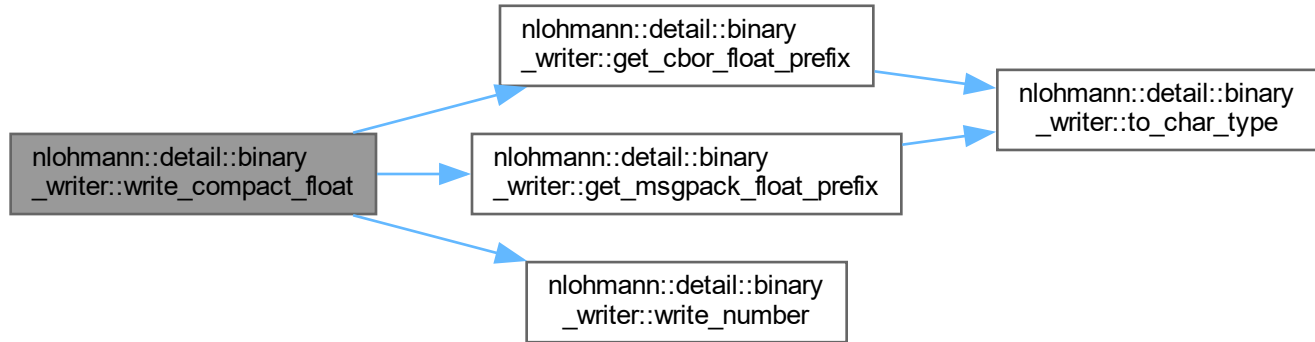 nlohmann::detail::binary
_writer::write_compact_float
nlohmann::detail::binary
_writer::get_cbor_float_prefix
nlohmann::detail::binary
_writer::get_msgpack_float_prefix
nlohmann::detail::binary
_writer::write_number
nlohmann::detail::binary
_writer::to_char_type